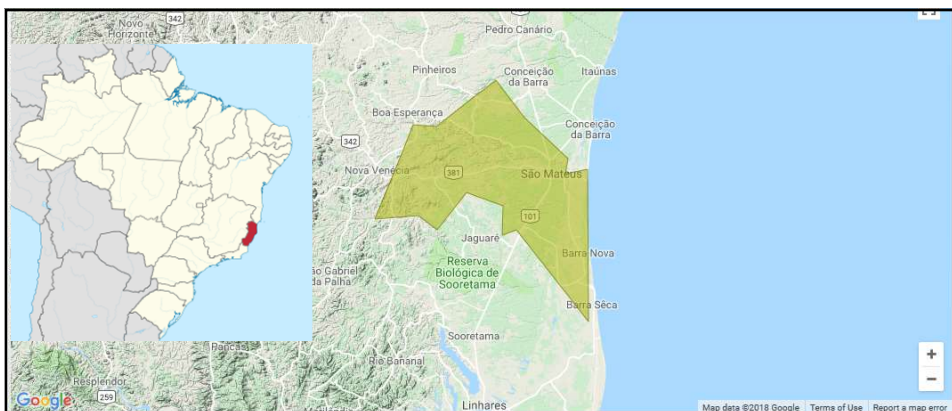 Novo
Horizonte
342
Pedro Canário
Pinheiros
Conceição
da Barra
Itaúnas
Boa Esperança
Conceição
da Barra
342
Nova Venécia
381
São Mateus
101
Jaguaré
Barra Nova
São Gabriel
da Palha
Reserva
Biológica de
Sooretama
Barra Sêca
Sooretama
Pancas
Rio Bananal
Resplendor
259
Linhares
Google
+
−
Map data ©2018 Google
Terms of Use
Report a map error